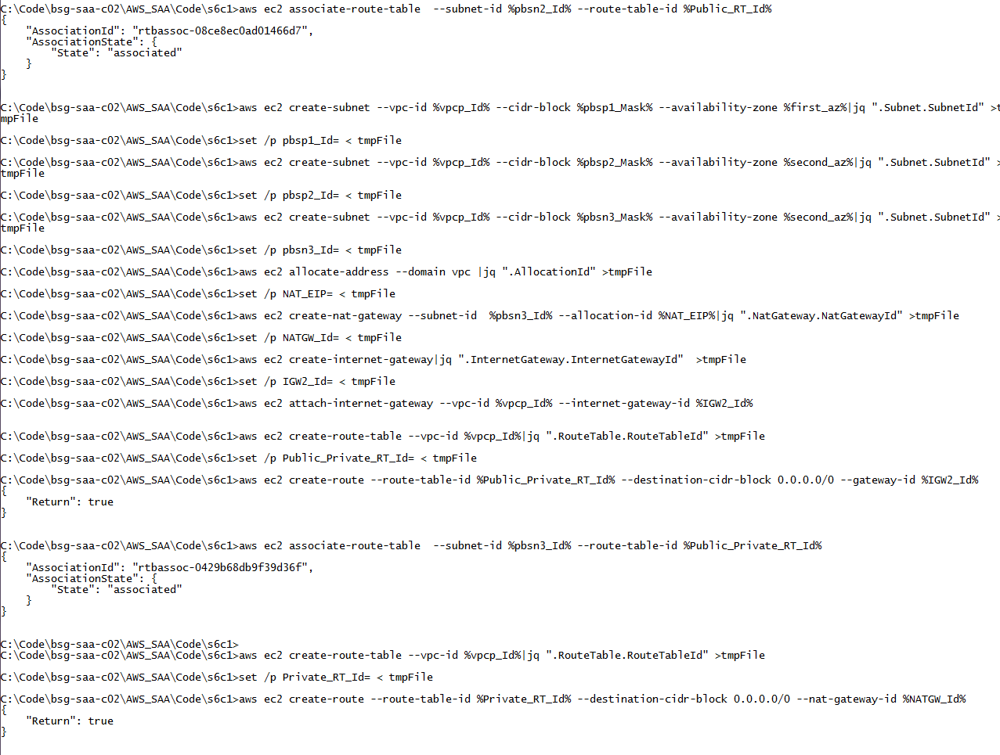 C:\Code\bsg-saa-c02\AWS_SAA\Code\s6c1>aws ec2 associate-route-table  --subnet-id %pbsn2_Id% --route-table-id %Public_RT_Id%
{
    "AssociationId": "rtbassoc-08ce8ec0ad01466d7",
    "AssociationState": {
        "State": "associated"
    }
}
C:\Code\bsg-saa-c02\AWS_SAA\Code\s6c1>aws ec2 create-subnet --vpc-id %vpcp_Id% --cidr-block %pbsp1_Mask% --availability-zone %first_az%|jq ".Subnet.SubnetId" >t
mpFile
C:\Code\bsg-saa-c02\AWS_SAA\Code\s6c1>set /p pbsp1_Id= < tmpFile
C:\Code\bsg-saa-c02\AWS_SAA\Code\s6c1>aws ec2 create-subnet --vpc-id %vpcp_Id% --cidr-block %pbsp2_Mask% --availability-zone %second_az%|jq ".Subnet.SubnetId" >
tmpFile
C:\Code\bsg-saa-c02\AWS_SAA\Code\s6c1>set /p pbsp2_Id= < tmpFile
C:\Code\bsg-saa-c02\AWS_SAA\Code\s6c1>aws ec2 create-subnet --vpc-id %vpcp_Id% --cidr-block %pbsn3_Mask% --availability-zone %second_az%|jq ".Subnet.SubnetId" >
tmpFile
C:\Code\bsg-saa-c02\AWS_SAA\Code\s6c1>set /p pbsn3_Id= < tmpFile
C:\Code\bsg-saa-c02\AWS_SAA\Code\s6c1>aws ec2 allocate-address --domain vpc |jq ".AllocationId" >tmpFile
C:\Code\bsg-saa-c02\AWS_SAA\Code\s6c1>set /p NAT_EIP= < tmpFile
C:\Code\bsg-saa-c02\AWS_SAA\Code\s6c1>aws ec2 create-nat-gateway --subnet-id  %pbsn3_Id% --allocation-id %NAT_EIP%|jq ".NatGateway.NatGatewayId" >tmpFile
C:\Code\bsg-saa-c02\AWS_SAA\Code\s6c1>set /p NATGW_Id= < tmpFile
C:\Code\bsg-saa-c02\AWS_SAA\Code\s6c1>aws ec2 create-internet-gateway|jq ".InternetGateway.InternetGatewayId"  >tmpFile
C:\Code\bsg-saa-c02\AWS_SAA\Code\s6c1>set /p IGW2_Id= < tmpFile
C:\Code\bsg-saa-c02\AWS_SAA\Code\s6c1>aws ec2 attach-internet-gateway --vpc-id %vpcp_Id% --internet-gateway-id %IGW2_Id%
C:\Code\bsg-saa-c02\AWS_SAA\Code\s6c1>aws ec2 create-route-table --vpc-id %vpcp_Id%|jq ".RouteTable.RouteTableId" >tmpFile
C:\Code\bsg-saa-c02\AWS_SAA\Code\s6c1>set /p Public_Private_RT_Id= < tmpFile
C:\Code\bsg-saa-c02\AWS_SAA\Code\s6c1>aws ec2 create-route --route-table-id %Public_Private_RT_Id% --destination-cidr-block 0.0.0.0/0 --gateway-id %IGW2_Id%
{
    "Return": true
}
C:\Code\bsg-saa-c02\AWS_SAA\Code\s6c1>aws ec2 associate-route-table  --subnet-id %pbsn3_Id% --route-table-id %Public_Private_RT_Id%
{
    "AssociationId": "rtbassoc-0429b68db9f39d36f",
    "AssociationState": {
        "State": "associated"
    }
}
C:\Code\bsg-saa-c02\AWS_SAA\Code\s6c1>
C:\Code\bsg-saa-c02\AWS_SAA\Code\s6c1>aws ec2 create-route-table --vpc-id %vpcp_Id%|jq ".RouteTable.RouteTableId" >tmpFile
C:\Code\bsg-saa-c02\AWS_SAA\Code\s6c1>set /p Private_RT_Id= < tmpFile
C:\Code\bsg-saa-c02\AWS_SAA\Code\s6c1>aws ec2 create-route --route-table-id %Private_RT_Id% --destination-cidr-block 0.0.0.0/0 --nat-gateway-id %NATGW_Id%
{
    "Return": true
}